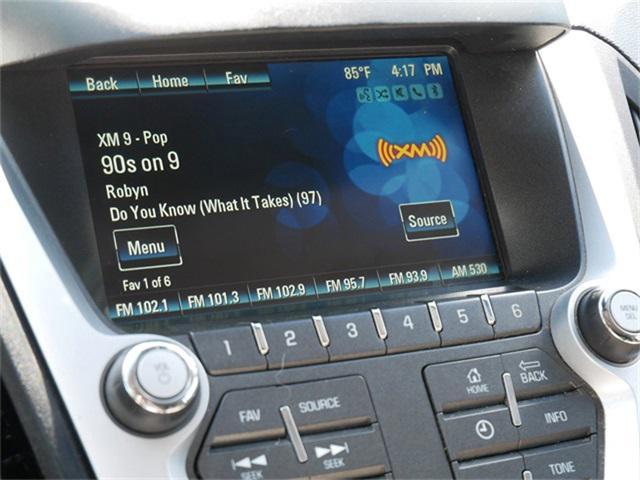 Back Home Fav 85°F 4:17 PM
XM 9 - Pop
90s on 9
((XM))
Robyn
Do You Know (What It Takes) (97)
Menu Source
Fav 1 of 6
FM 102.1 FM 101.3 FM 102.9 FM 95.7 FM 93.9 AM 530
1 2 3 4 5 6
VOL
MENU
SEL
FAV SOURCE
HOME BACK
INFO
SEEK SEEK
TONE